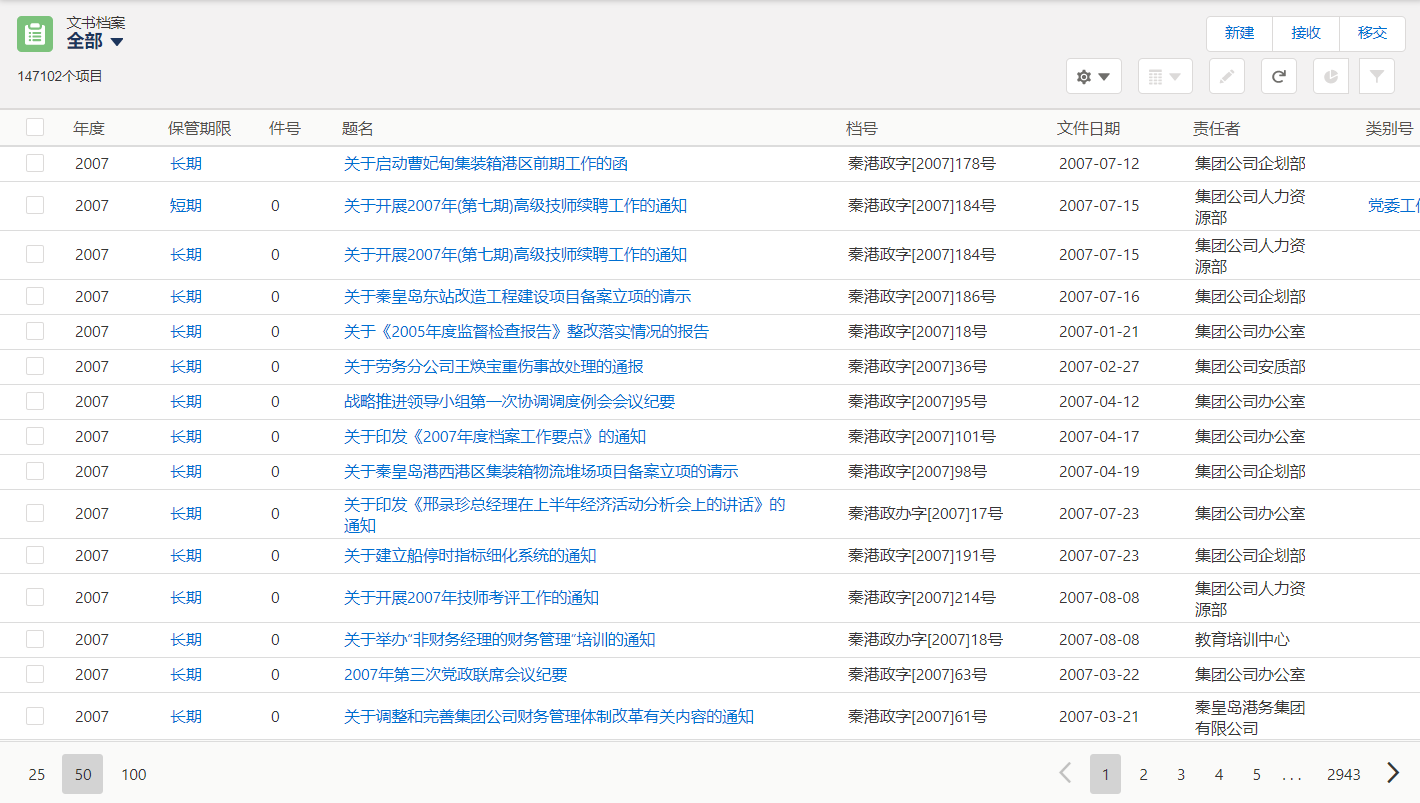 文书档案
全部
新建 接收 移交
147102个项目
年度 保管期限 件号 题名 档号 文件日期 责任者 类别号
2007 长期 关于启动曹妃甸集装箱港区前期工作的函 秦港政字[2007]178号 2007-07-12 集团公司企划部
2007 短期 0 关于开展2007年(第七期)高级技师续聘工作的通知 秦港政字[2007]184号 2007-07-15 集团公司人力资
源部 党委工
2007 长期 0 关于开展2007年(第七期)高级技师续聘工作的通知 秦港政字[2007]184号 2007-07-15 集团公司人力资
源部
2007 长期 0 关于秦皇岛东站改造工程建设项目备案立项的请示 秦港政字[2007]186号 2007-07-16 集团公司企划部
2007 长期 0 关于《2005年度监督检查报告》整改落实情况的报告 秦港政字[2007]18号 2007-01-21 集团公司办公室
2007 长期 0 关于劳务分公司王焕宝重伤事故处理的通报 秦港政字[2007]36号 2007-02-27 集团公司安质部
2007 长期 0 战略推进领导小组第一次协调调度例会会议纪要 秦港政字[2007]95号 2007-04-12 集团公司办公室
2007 长期 0 关于印发《2007年度档案工作要点》的通知 秦港政字[2007]101号 2007-04-17 集团公司办公室
2007 长期 0 关于秦皇岛港西港区集装箱物流堆场项目备案立项的请示 秦港政字[2007]98号 2007-04-19 集团公司企划部
2007 长期 0 关于印发《邢录珍总经理在上半年经济活动分析会上的讲话》的
通知 秦港政办字[2007]17号 2007-07-23 集团公司办公室
2007 长期 0 关于建立船停时指标细化系统的通知 秦港政字[2007]191号 2007-07-23 集团公司企划部
2007 长期 0 关于开展2007年技师考评工作的通知 秦港政字[2007]214号 2007-08-08 集团公司人力资
源部
2007 长期 0 关于举办“非财务经理的财务管理”培训的通知 秦港政办字[2007]18号 2007-08-08 教育培训中心
2007 长期 0 2007年第三次党政联席会议纪要 秦港政字[2007]63号 2007-03-22 集团公司办公室
2007 长期 0 关于调整和完善集团公司财务管理体制改革有关内容的通知 秦港政字[2007]61号 2007-03-21 秦皇岛港务集团
有限公司
25 50 100 1 2 3 4 5 ... 2943